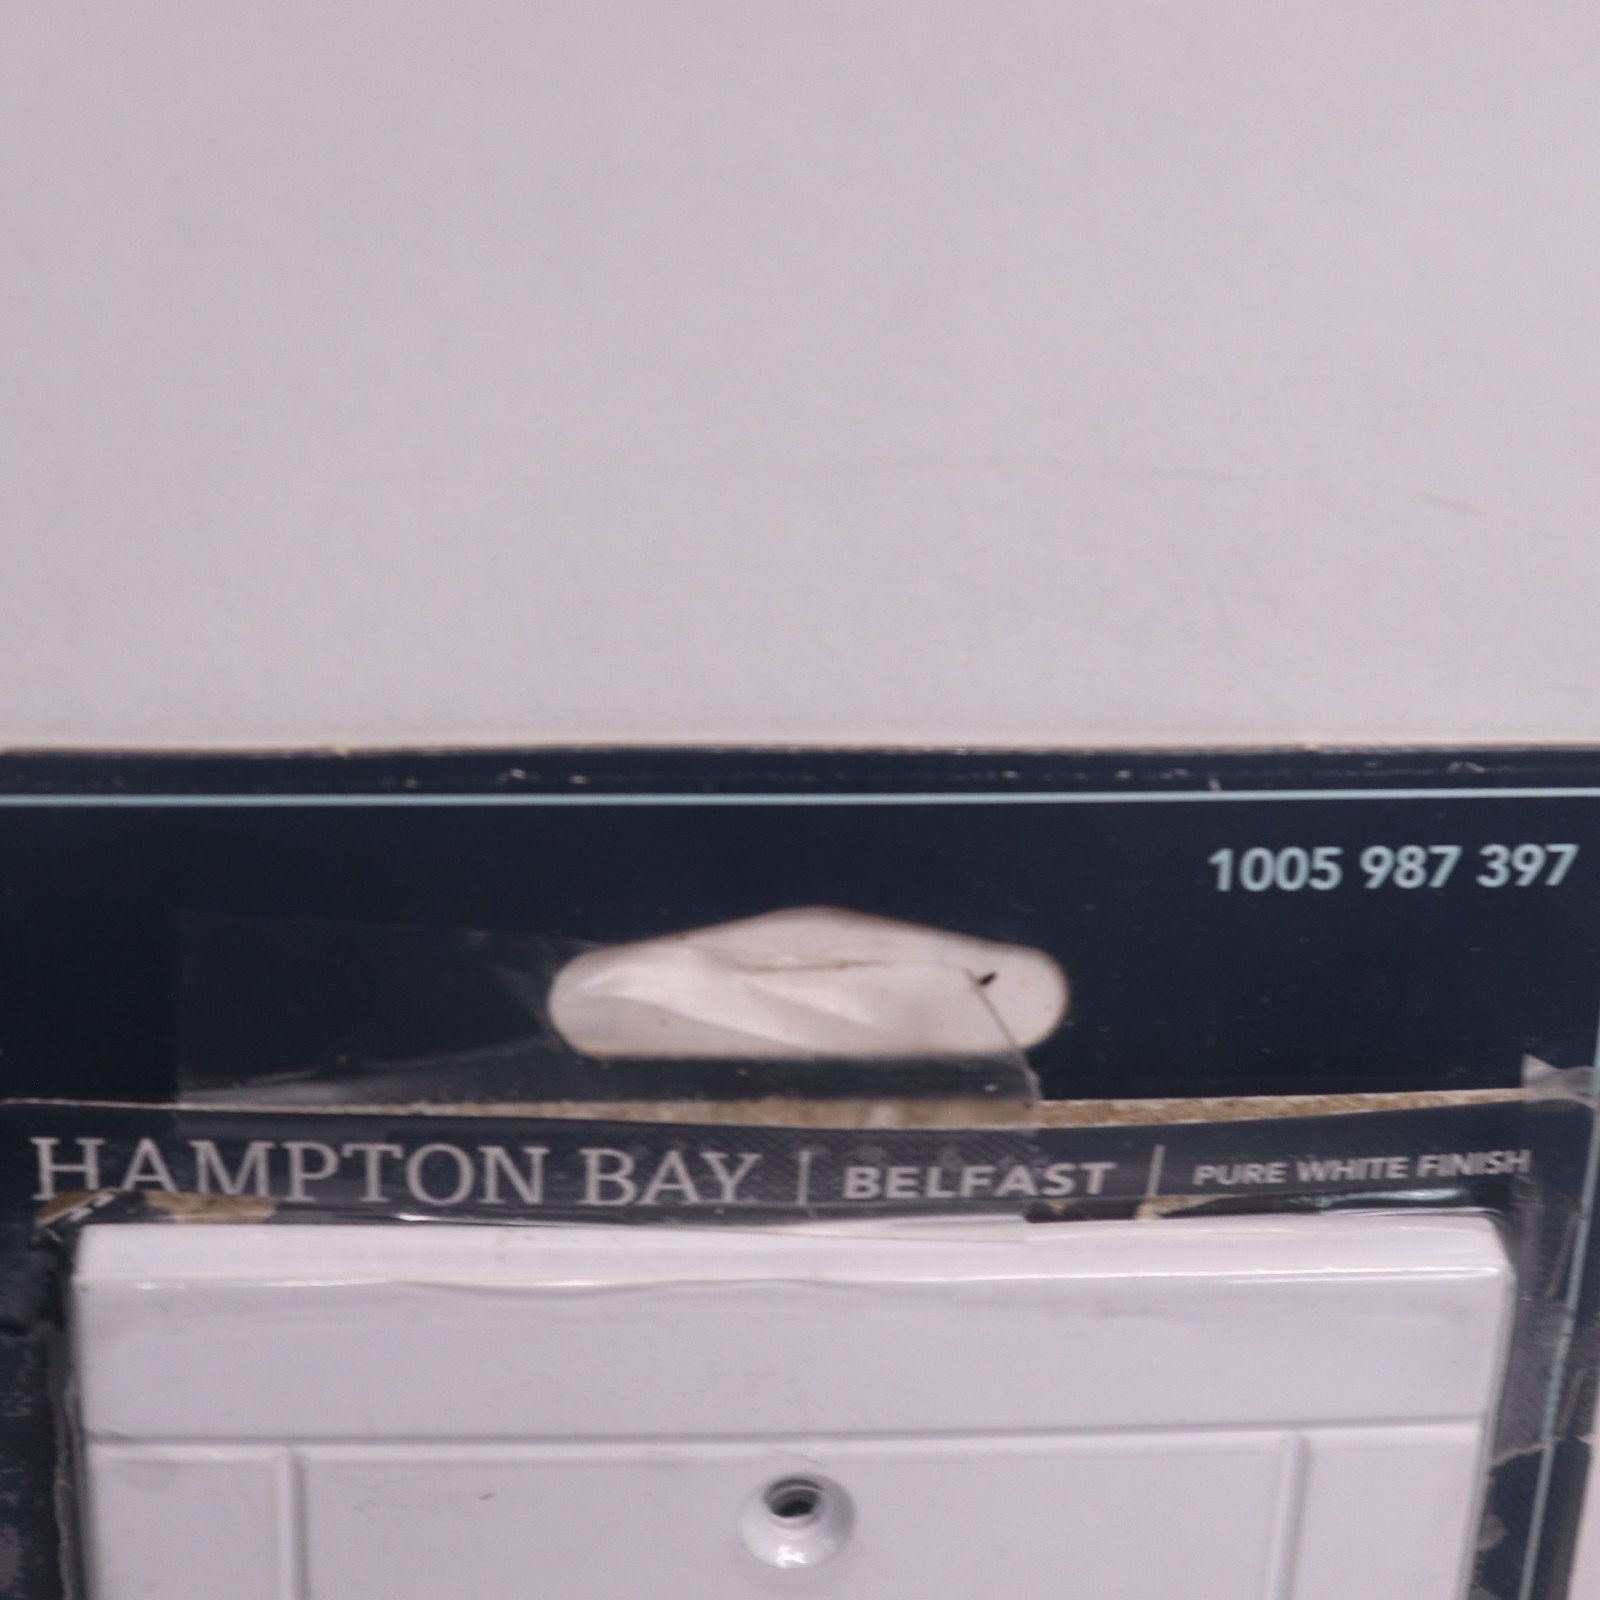 1005 987 397
HAMPTON BAY | BELFAST | PURE WHITE FINISH